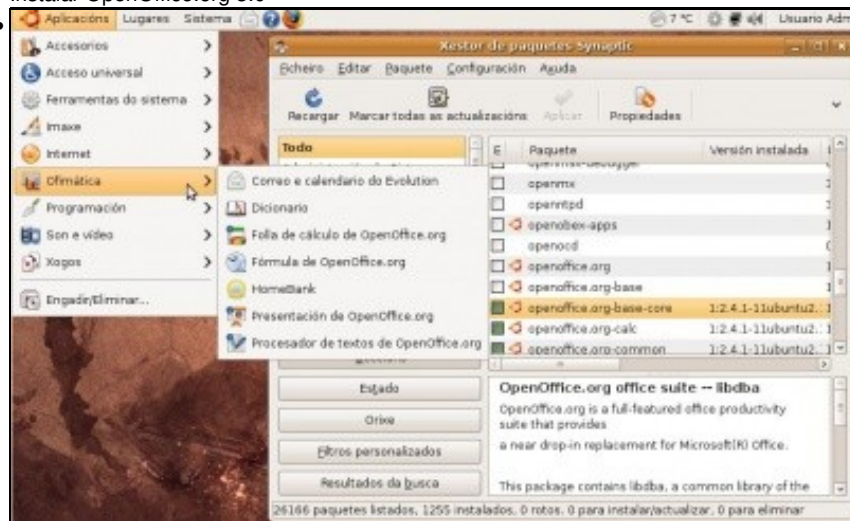 Instalar OpenOffice.org 3.0
Aplicacións Lugares Sistema 7 ℃ Usuario Adm
Accesorios
Acceso universal
Ferramentas do sistema
Imaxe
Internet
Ofimática
Programación
Son e vídeo
Xogos
Engadir/Eliminar...
Correo e calendario do Evolution
Dicionario
Folla de cálculo de OpenOffice.org
Fórmula de OpenOffice.org
HomeBank
Presentación de OpenOffice.org
Procesador de textos de OpenOffice.org
Xestor de paquetes Synaptic
Ficheiro Editar Paquete Configuración Axuda
Recargar Marcar todas as actualizacións Aplicar Propiedades
Todo
E Paquete Versión instalada
openmsx-debugger
openmx
openntpd
openobex-apps
openocd
openoffice.org
openoffice.org-base
openoffice.org-base-core 1:2.4.1-11ubuntu2.
openoffice.org-calc 1:2.4.1-11ubuntu2.
openoffice.org-common 1:2.4.1-11ubuntu2.
Estado
Orixe
Filtros personalizados
Resultados da busca
OpenOffice.org office suite -- libdba
OpenOffice.org is a full-featured office productivity
suite that provides
a near drop-in replacement for Microsoft(R) Office.
This package contains libdba, a common library of the
26166 paquetes listados, 1255 instalados, 0 rotos. 0 para instalar/actualizar, 0 para eliminar